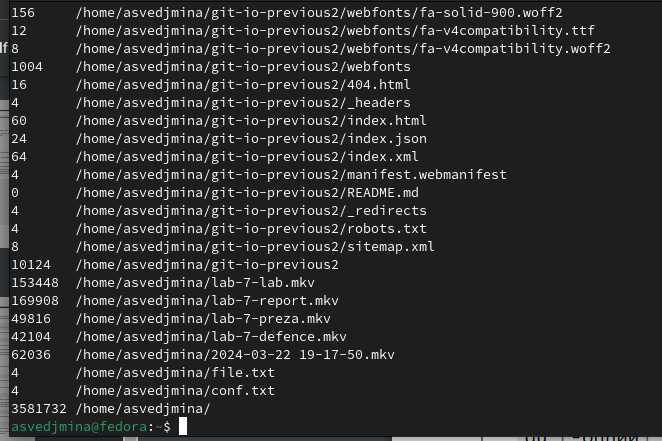 156     /home/asvedjmina/git-io-previous2/webfonts/fa-solid-900.woff2
12      /home/asvedjmina/git-io-previous2/webfonts/fa-v4compatibility.ttf
8       /home/asvedjmina/git-io-previous2/webfonts/fa-v4compatibility.woff2
1004    /home/asvedjmina/git-io-previous2/webfonts
16      /home/asvedjmina/git-io-previous2/404.html
4       /home/asvedjmina/git-io-previous2/_headers
60      /home/asvedjmina/git-io-previous2/index.html
24      /home/asvedjmina/git-io-previous2/index.json
64      /home/asvedjmina/git-io-previous2/index.xml
4       /home/asvedjmina/git-io-previous2/manifest.webmanifest
0       /home/asvedjmina/git-io-previous2/README.md
4       /home/asvedjmina/git-io-previous2/_redirects
4       /home/asvedjmina/git-io-previous2/robots.txt
8       /home/asvedjmina/git-io-previous2/sitemap.xml
10124   /home/asvedjmina/git-io-previous2
153448  /home/asvedjmina/lab-7-lab.mkv
169908  /home/asvedjmina/lab-7-report.mkv
49816   /home/asvedjmina/lab-7-preza.mkv
42104   /home/asvedjmina/lab-7-defence.mkv
62036   /home/asvedjmina/2024-03-22 19-17-50.mkv
4       /home/asvedjmina/file.txt
4       /home/asvedjmina/conf.txt
3581732 /home/asvedjmina/
asvedjmina@fedora:~$